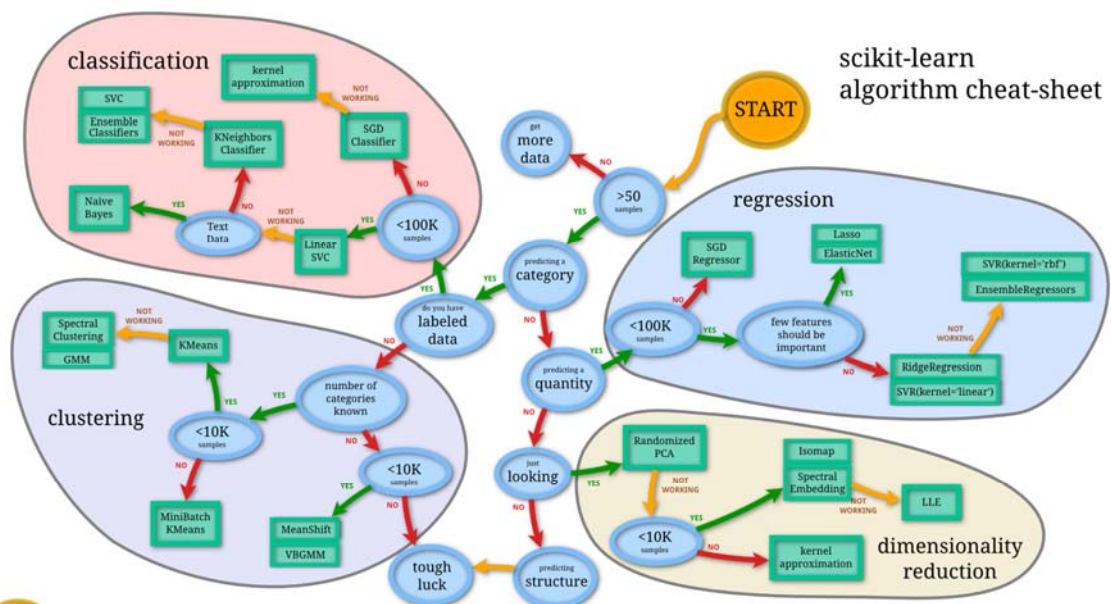 scikit-learn
algorithm cheat-sheet
START
>50
samples
NO
get
more
data
YES
predicting a
category
YES
do you have
labeled
data
YES
classification
<100K
samples
YES
Linear
SVC
NOT
WORKING
Text
Data
YES
Naive
Bayes
NO
KNeighbors
Classifier
NOT
WORKING
SVC
Ensemble
Classifiers
NO
SGD
Classifier
NOT
WORKING
kernel
approximation
NO
clustering
number of
categories
known
YES
<10K
samples
YES
KMeans
NOT
WORKING
Spectral
Clustering
GMM
NO
MiniBatch
KMeans
NO
<10K
samples
YES
MeanShift
VBGMM
NO
tough
luck
NO
predicting a
quantity
YES
regression
<100K
samples
NO
SGD
Regressor
YES
few features
should be
important
YES
Lasso
ElasticNet
NO
RidgeRegression
SVR(kernel='linear')
NOT
WORKING
SVR(kernel='rbf')
EnsembleRegressors
NO
just
looking
YES
dimensionality
reduction
Randomized
PCA
NOT
WORKING
<10K
samples
YES
Isomap
Spectral
Embedding
NOT
WORKING
LLE
NO
kernel
approximation
NO
predicting
structure